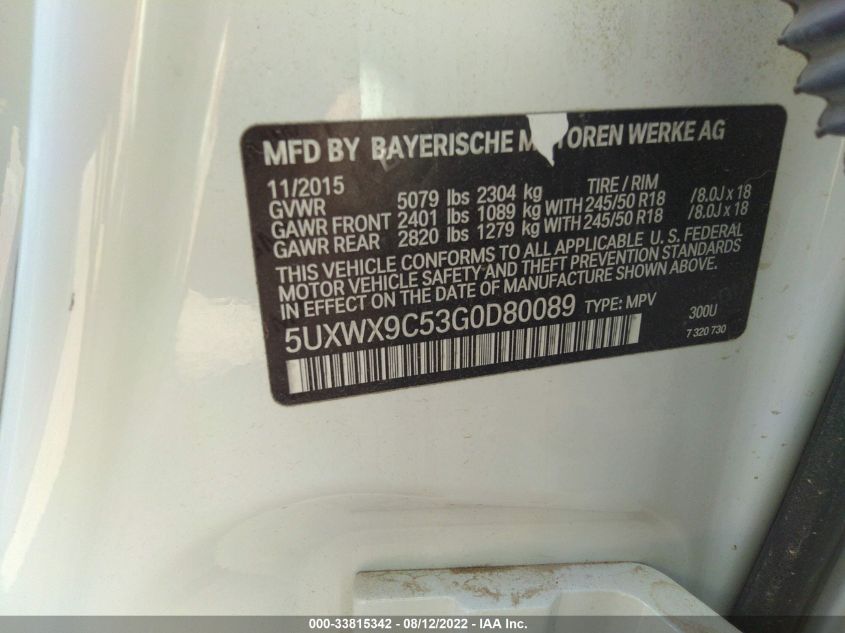 MFD BY BAYERISCHE M TOREN WERKE AG
11/2015 TIRE / RIM
GVWR 5079 lbs 2304 kg
GAWR FRONT 2401 lbs 1089 kg WITH 245/50 R18 /8.0J x 18
GAWR REAR 2820 lbs 1279 kg WITH 245/50 R18 /8.0J x 18
THIS VEHICLE CONFORMS TO ALL APPLICABLE U. S. FEDERAL
MOTOR VEHICLE SAFETY AND THEFT PREVENTION STANDARDS
IN EFFECT ON THE DATE OF MANUFACTURE SHOWN ABOVE.
5UXWX9C53G0D80089 TYPE: MPV 300U
7 320 730
000-33815342 - 08/12/2022 - IAA Inc.